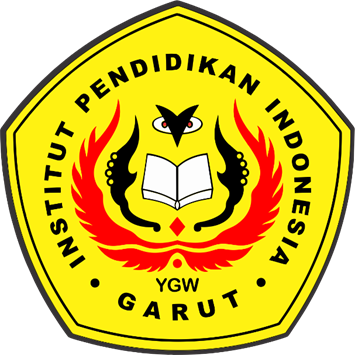 INSTITUT PENDIDIKAN INDONESIA
YGW
• GARUT •